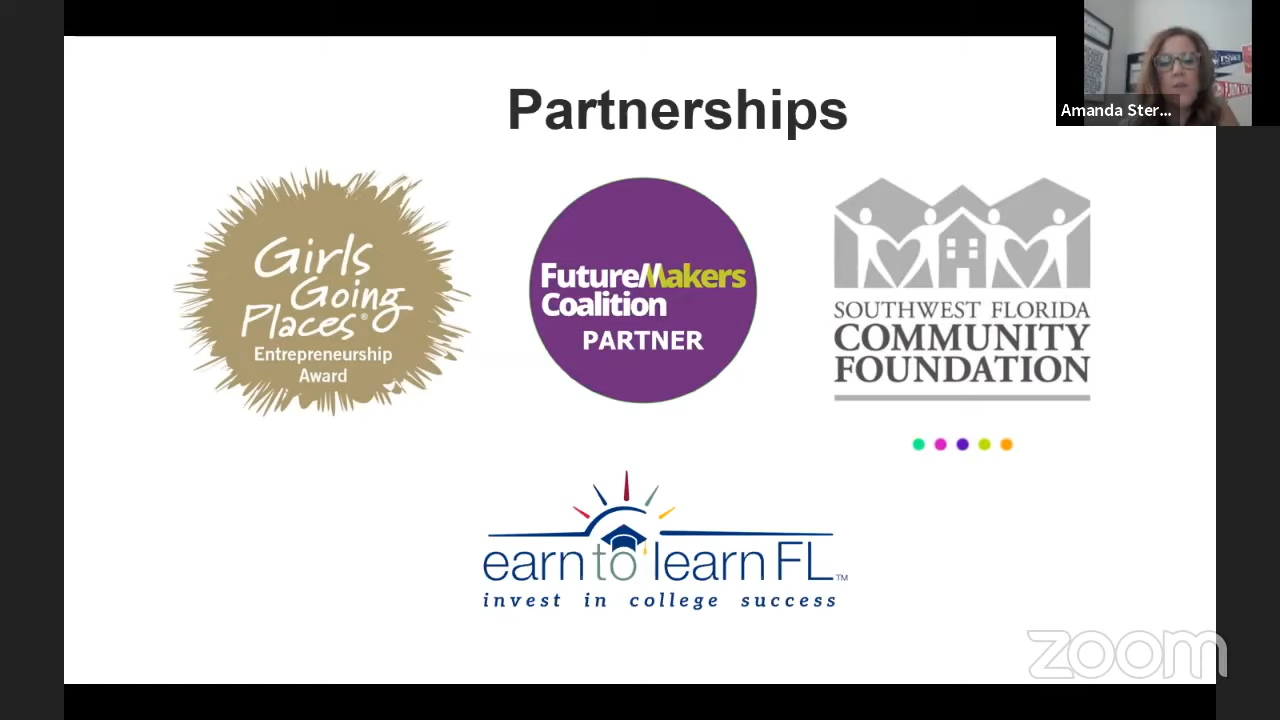 Partnerships
Amanda Ster...
Girls
Going
Places®
Entrepreneurship
Award
FutureMakers
Coalition
PARTNER
SOUTHWEST FLORIDA
COMMUNITY
FOUNDATION
earn to learn FL™
invest in college success
zoom